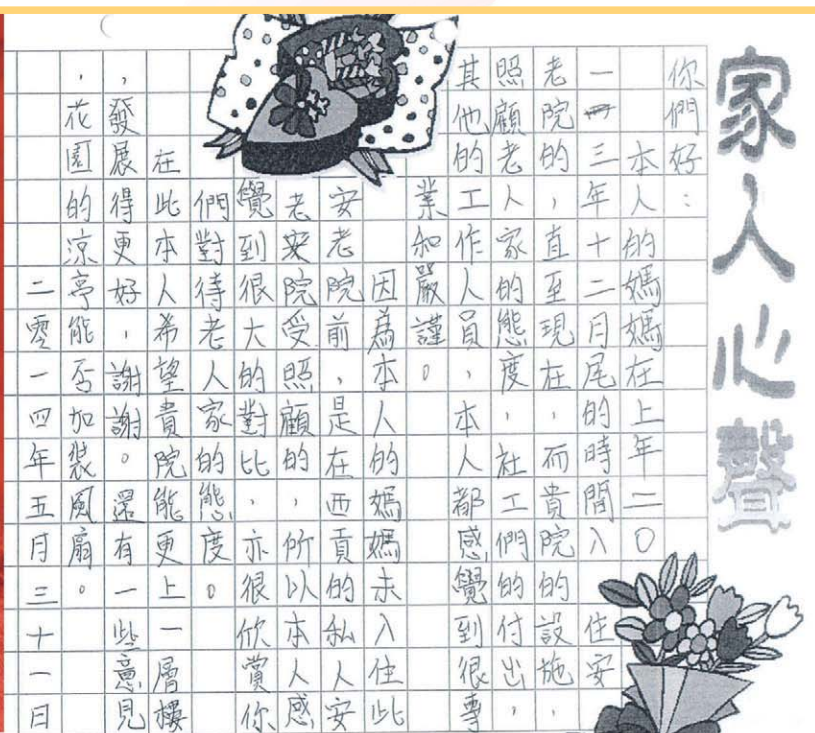 家人心聲
你們好：
本人的媽媽在上年二〇
一三年十二月尾的時間入住安
老院的，直至現在，而貴院的設施，
照顧老人家的態度，社工們的付出，
其他的工作人員，本人都感覺到很專
業和嚴謹。
因為本人的媽媽未入住此
安老院前，是在西貢的私人安
老院受照顧的，所以本人感
覺到很大的對比，亦很欣賞你
們對待老人家的態度。
在此本人希望貴院能更上一層樓
，發展得更好，謝謝。還有一些意見
，花園的涼亭能否加裝風扇。
二零一四年五月三十一日